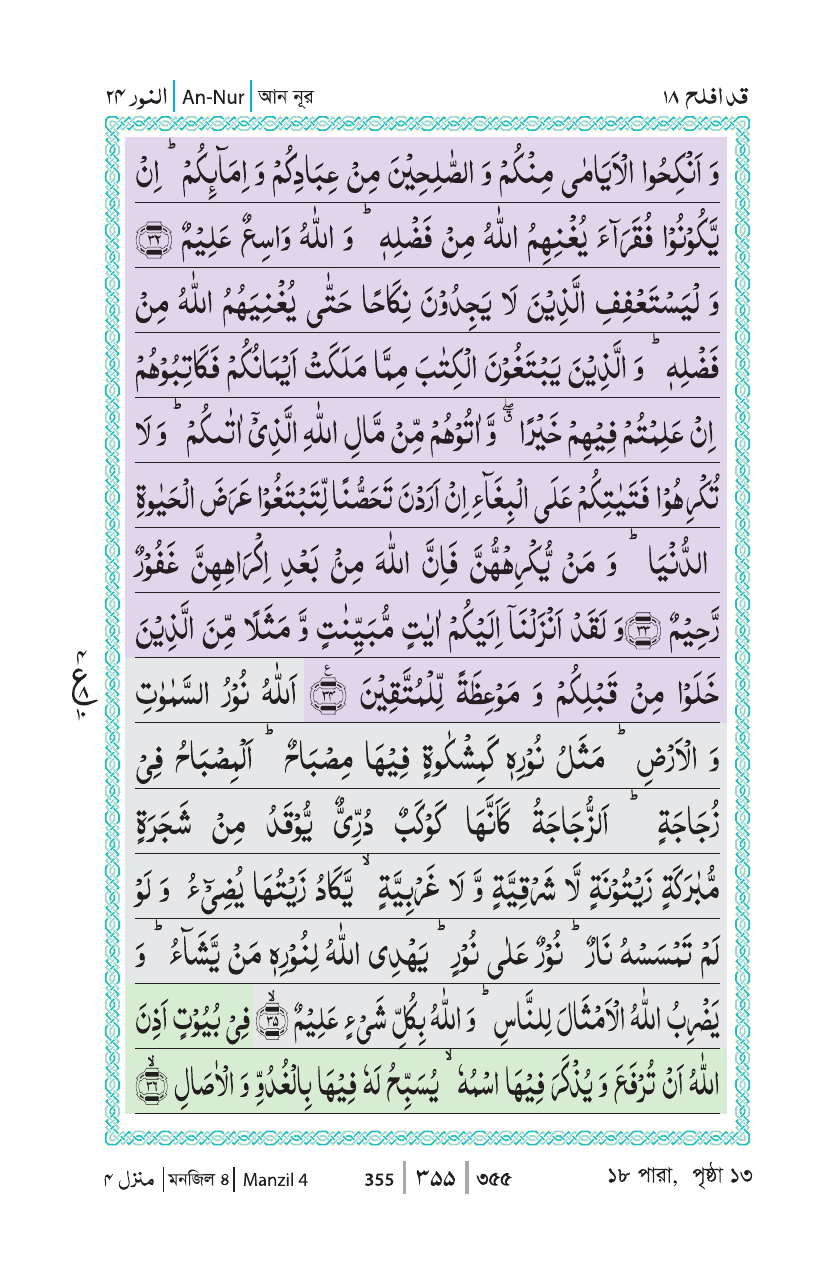 النور ٢٤ | An-Nur | আন নূর
قد افلح ١٨
وَ اَنْكِحُوا الْاَيَامٰى مِنْكُمْ وَ الصّٰلِحِيْنَ مِنْ عِبَادِكُمْ وَ اِمَآئِكُمْ ؕ اِنْ
يَّكُوْنُوْا فُقَرَآءَ يُغْنِهِمُ اللّٰهُ مِنْ فَضْلِهٖ ؕ وَ اللّٰهُ وَاسِعٌ عَلِيْمٌ ﴿۳۲﴾
وَ لْيَسْتَعْفِفِ الَّذِيْنَ لَا يَجِدُوْنَ نِكَاحًا حَتّٰى يُغْنِيَهُمُ اللّٰهُ مِنْ
فَضْلِهٖ ؕ وَ الَّذِيْنَ يَبْتَغُوْنَ الْكِتٰبَ مِمَّا مَلَكَتْ اَيْمَانُكُمْ فَكَاتِبُوْهُمْ
اِنْ عَلِمْتُمْ فِيْهِمْ خَيْرًا ۖۗ وَّ اٰتُوْهُمْ مِّنْ مَّالِ اللّٰهِ الَّذِيْۤ اٰتٰىكُمْ ؕ وَ لَا
تُكْرِهُوْا فَتَيٰتِكُمْ عَلَى الْبِغَآءِ اِنْ اَرَدْنَ تَحَصُّنًا لِّتَبْتَغُوْا عَرَضَ الْحَيٰوةِ
الدُّنْيَا ؕ وَ مَنْ يُّكْرِهْهُّنَّ فَاِنَّ اللّٰهَ مِنْۢ بَعْدِ اِكْرَاهِهِنَّ غَفُوْرٌ
رَّحِيْمٌ ﴿۳۳﴾ وَ لَقَدْ اَنْزَلْنَاۤ اِلَيْكُمْ اٰيٰتٍ مُّبَيِّنٰتٍ وَّ مَثَلًا مِّنَ الَّذِيْنَ
خَلَوْا مِنْ قَبْلِكُمْ وَ مَوْعِظَةً لِّلْمُتَّقِيْنَ ﴿۳۴﴾ۧ اَللّٰهُ نُوْرُ السَّمٰوٰتِ
۴ ع ۸ ۱۰
وَ الْاَرْضِ ؕ مَثَلُ نُوْرِهٖ كَمِشْكٰوةٍ فِيْهَا مِصْبَاحٌ ؕ اَلْمِصْبَاحُ فِيْ
زُجَاجَةٍ ؕ اَلزُّجَاجَةُ كَاَنَّهَا كَوْكَبٌ دُرِّيٌّ يُّوْقَدُ مِنْ شَجَرَةٍ
مُّبٰرَكَةٍ زَيْتُوْنَةٍ لَّا شَرْقِيَّةٍ وَّ لَا غَرْبِيَّةٍ ۙ يَّكَادُ زَيْتُهَا يُضِيْٓءُ وَ لَوْ
لَمْ تَمْسَسْهُ نَارٌ ؕ نُوْرٌ عَلٰى نُوْرٍ ؕ يَهْدِى اللّٰهُ لِنُوْرِهٖ مَنْ يَّشَآءُ ؕ وَ
يَضْرِبُ اللّٰهُ الْاَمْثَالَ لِلنَّاسِ ؕ وَ اللّٰهُ بِكُلِّ شَيْءٍ عَلِيْمٌ ﴿۳۵﴾ۙ فِيْ بُيُوْتٍ اَذِنَ
اللّٰهُ اَنْ تُرْفَعَ وَ يُذْكَرَ فِيْهَا اسْمُهٗ ۙ يُسَبِّحُ لَهٗ فِيْهَا بِالْغُدُوِّ وَ الْاٰصَالِ ﴿۳۶﴾ۙ
منزل ۴ | মনজিল ৪ | Manzil 4
355 | ٣٥٥ | ৩৫৫
১৮ পারা, পৃষ্ঠা ১৩